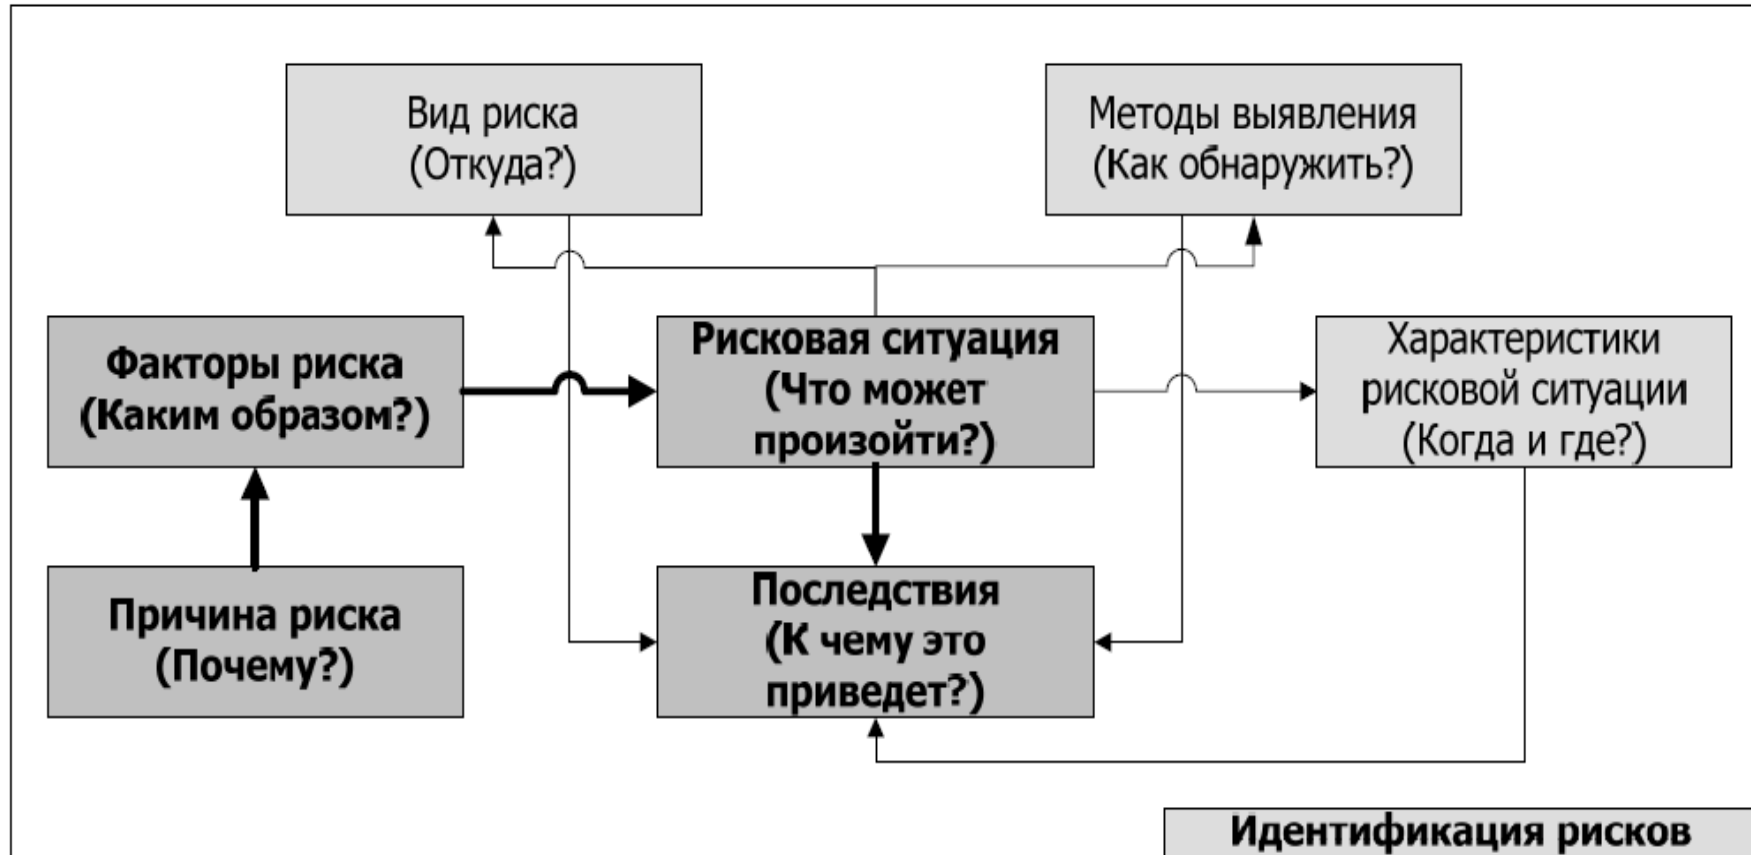 Вид риска
(Откуда?)
Методы выявления
(Как обнаружить?)
Факторы риска
(Каким образом?)
Рисковая ситуация
(Что может
произойти?)
Характеристики
рисковой ситуации
(Когда и где?)
Причина риска
(Почему?)
Последствия
(К чему это
приведет?)
Идентификация рисков